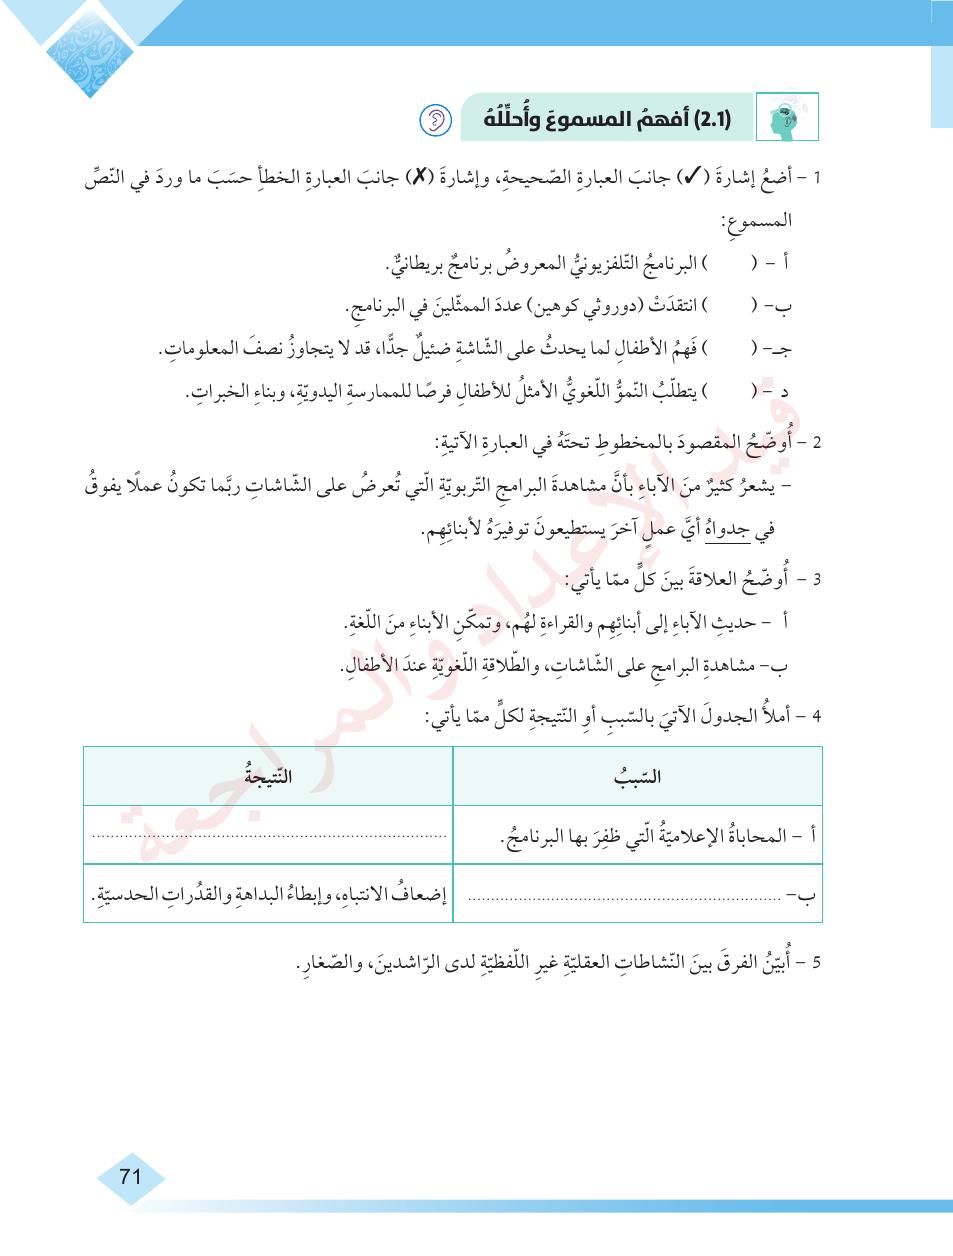 (2.1) أفهمُ المسموعَ وأُحلِّلُهُ
1 - أضعُ إشارةَ (✓) جانبَ العبارةِ الصّحيحةِ، وإشارةَ (✗) جانبَ العبارةِ الخطأِ حسَبَ ما وردَ في النّصِّ
المسموعِ:
أ - ( ) البرنامجُ التّلفزيونيُّ المعروضُ برنامجٌ بريطانيٌّ.
ب- ( ) انتقدَتْ (دوروثي كوهين) عددَ الممثّلينَ في البرنامجِ.
جـ- ( ) فَهمُ الأطفالِ لما يحدثُ على الشّاشةِ ضئيلٌ جدًّا، قد لا يتجاوزُ نصفَ المعلوماتِ.
د - ( ) يتطلّبُ النّموُّ اللّغويُّ الأمثلُ للأطفالِ فرصًا للممارسةِ اليدويّةِ، وبناءِ الخبراتِ.
2 - أُوضّحُ المقصودَ بالمخطوطِ تحتَهُ في العبارةِ الآتيةِ:
- يشعرُ كثيرٌ منَ الآباءِ بأنَّ مشاهدةَ البرامجِ التّربويّةِ الّتي تُعرضُ على الشّاشاتِ ربَّما تكونُ عملًا يفوقُ
في جدواهُ أيَّ عملٍ آخرَ يستطيعونَ توفيرَهُ لأبنائِهِم.
3 - أُوضّحُ العلاقةَ بينَ كلٍّ ممّا يأتي:
أ - حديثِ الآباءِ إلى أبنائِهِم والقراءةِ لهُم، وتمكّنِ الأبناءِ منَ اللّغةِ.
ب- مشاهدةِ البرامجِ على الشّاشاتِ، والطّلاقةِ اللّغويّةِ عندَ الأطفالِ.
4 - أملأُ الجدولَ الآتيَ بالسّببِ أوِ النّتيجةِ لكلٍّ ممّا يأتي:
السّببُ النّتيجةُ
أ - المحاباةُ الإعلاميّةُ الّتي ظفِرَ بها البرنامجُ. ........................................
ب- ........................................ إضعافُ الانتباهِ، وإبطاءُ البداهةِ والقدُراتِ الحدسيّةِ.
5 - أُبيّنُ الفرقَ بينَ النّشاطاتِ العقليّةِ غيرِ اللّفظيّةِ لدى الرّاشدينَ، والصّغارِ.
قيد الإعداد والمراجعة
71